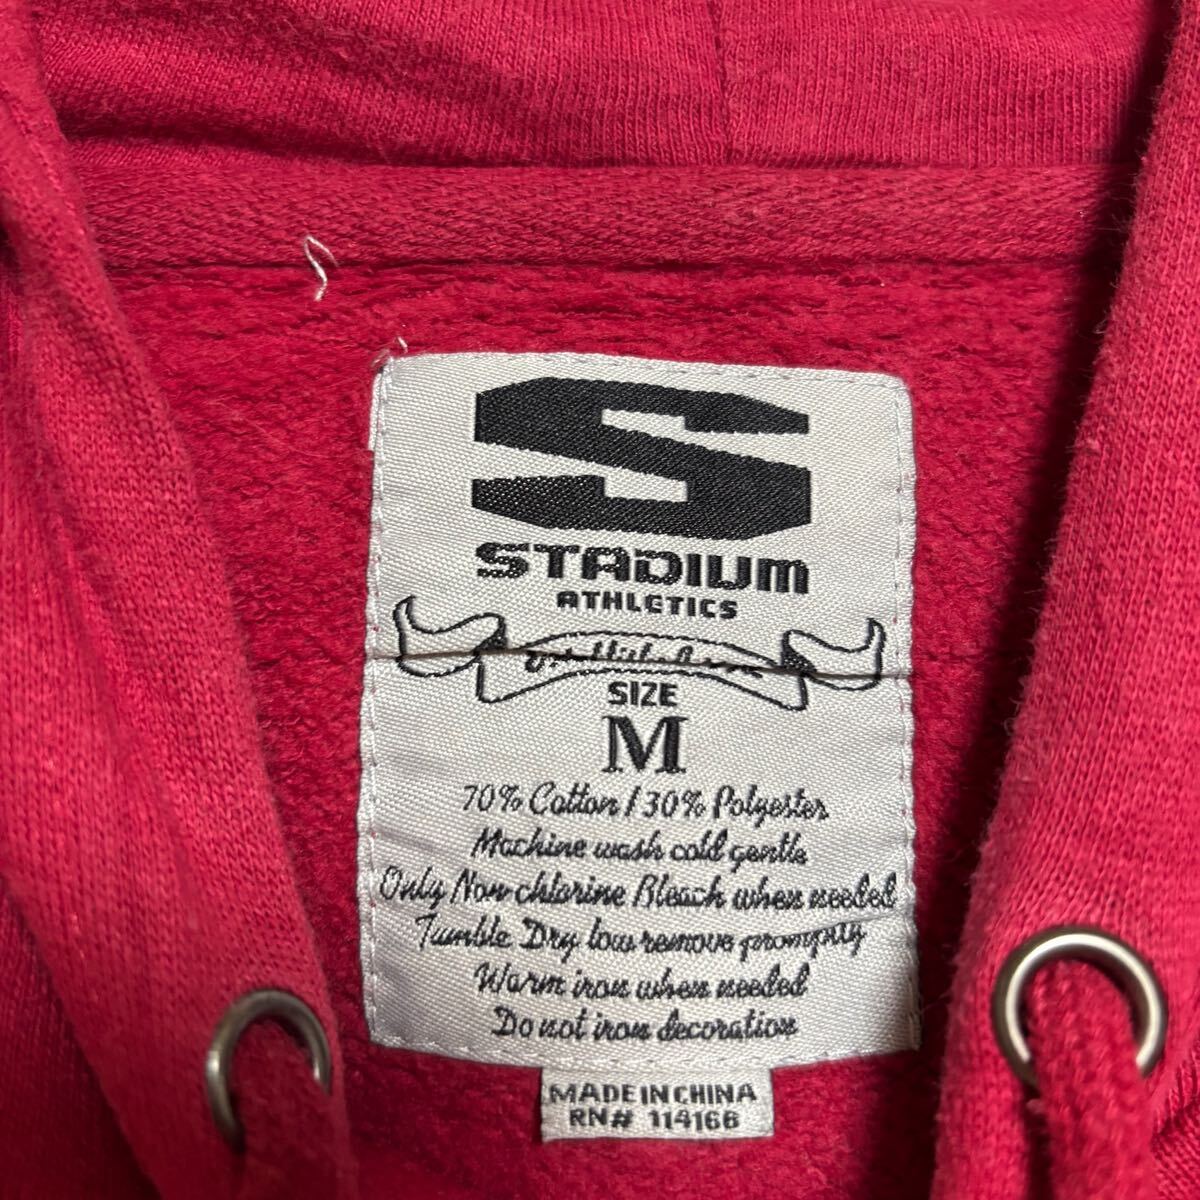 S
STADIUM
ATHLETICS
SIZE
M
70% Cotton / 30% Polyester
Machine wash cold gentle
Only Non-chlorine Bleach when needed
Tumble Dry low remove promptly
Warm iron when needed
Do not iron decoration
MADE IN CHINA
RN# 114166